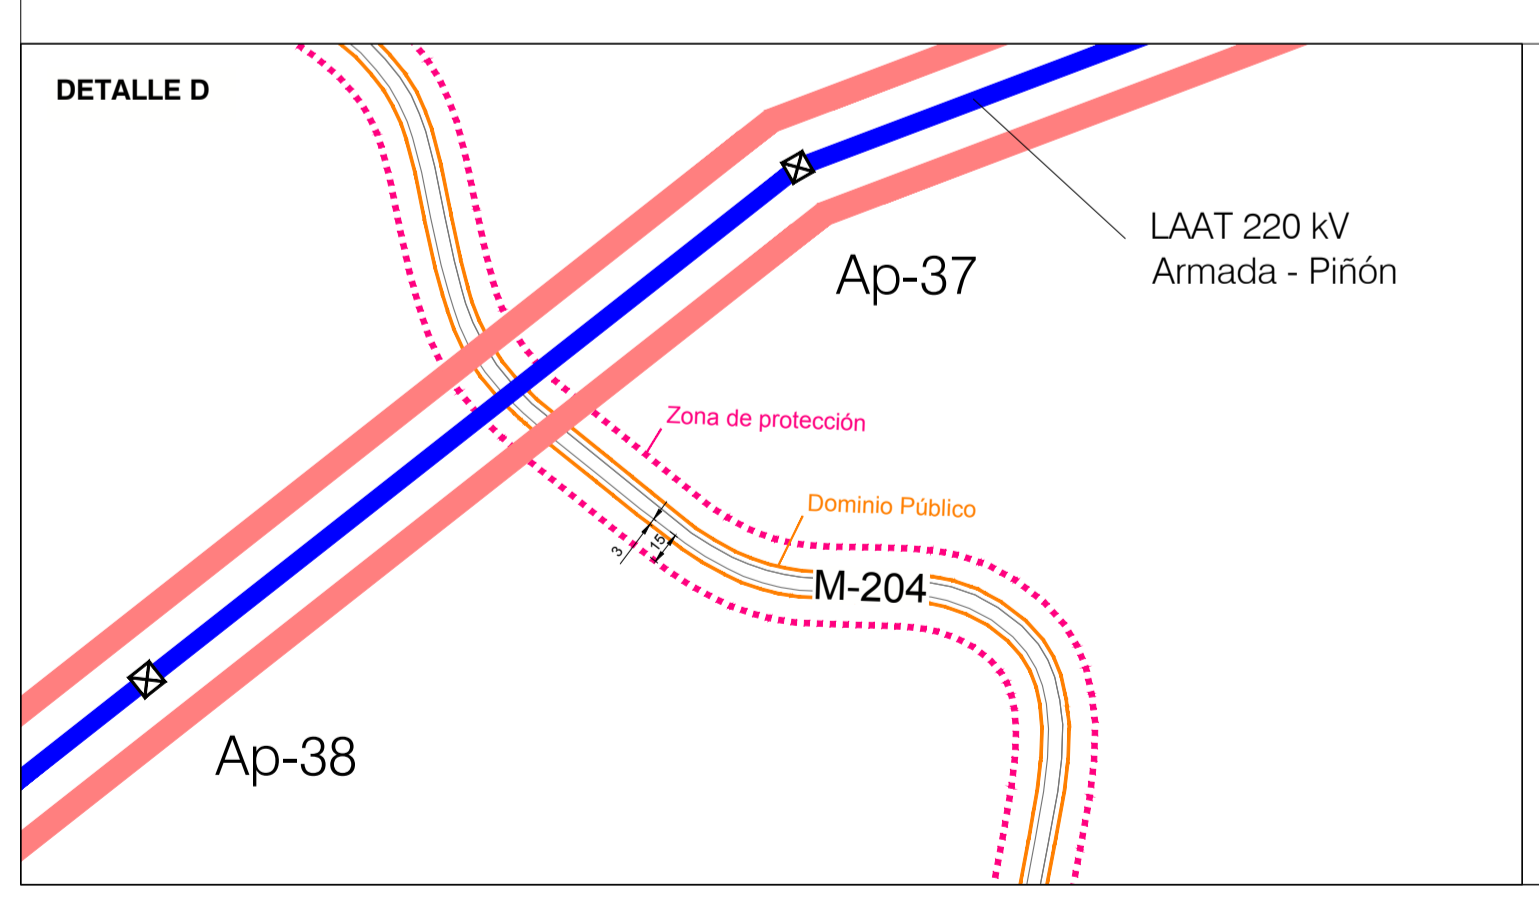 DETALLE D
LAAT 220 kV
Armada - Piñón
Ap-37
Zona de protección
Dominio Público
3
15
M-204
Ap-38